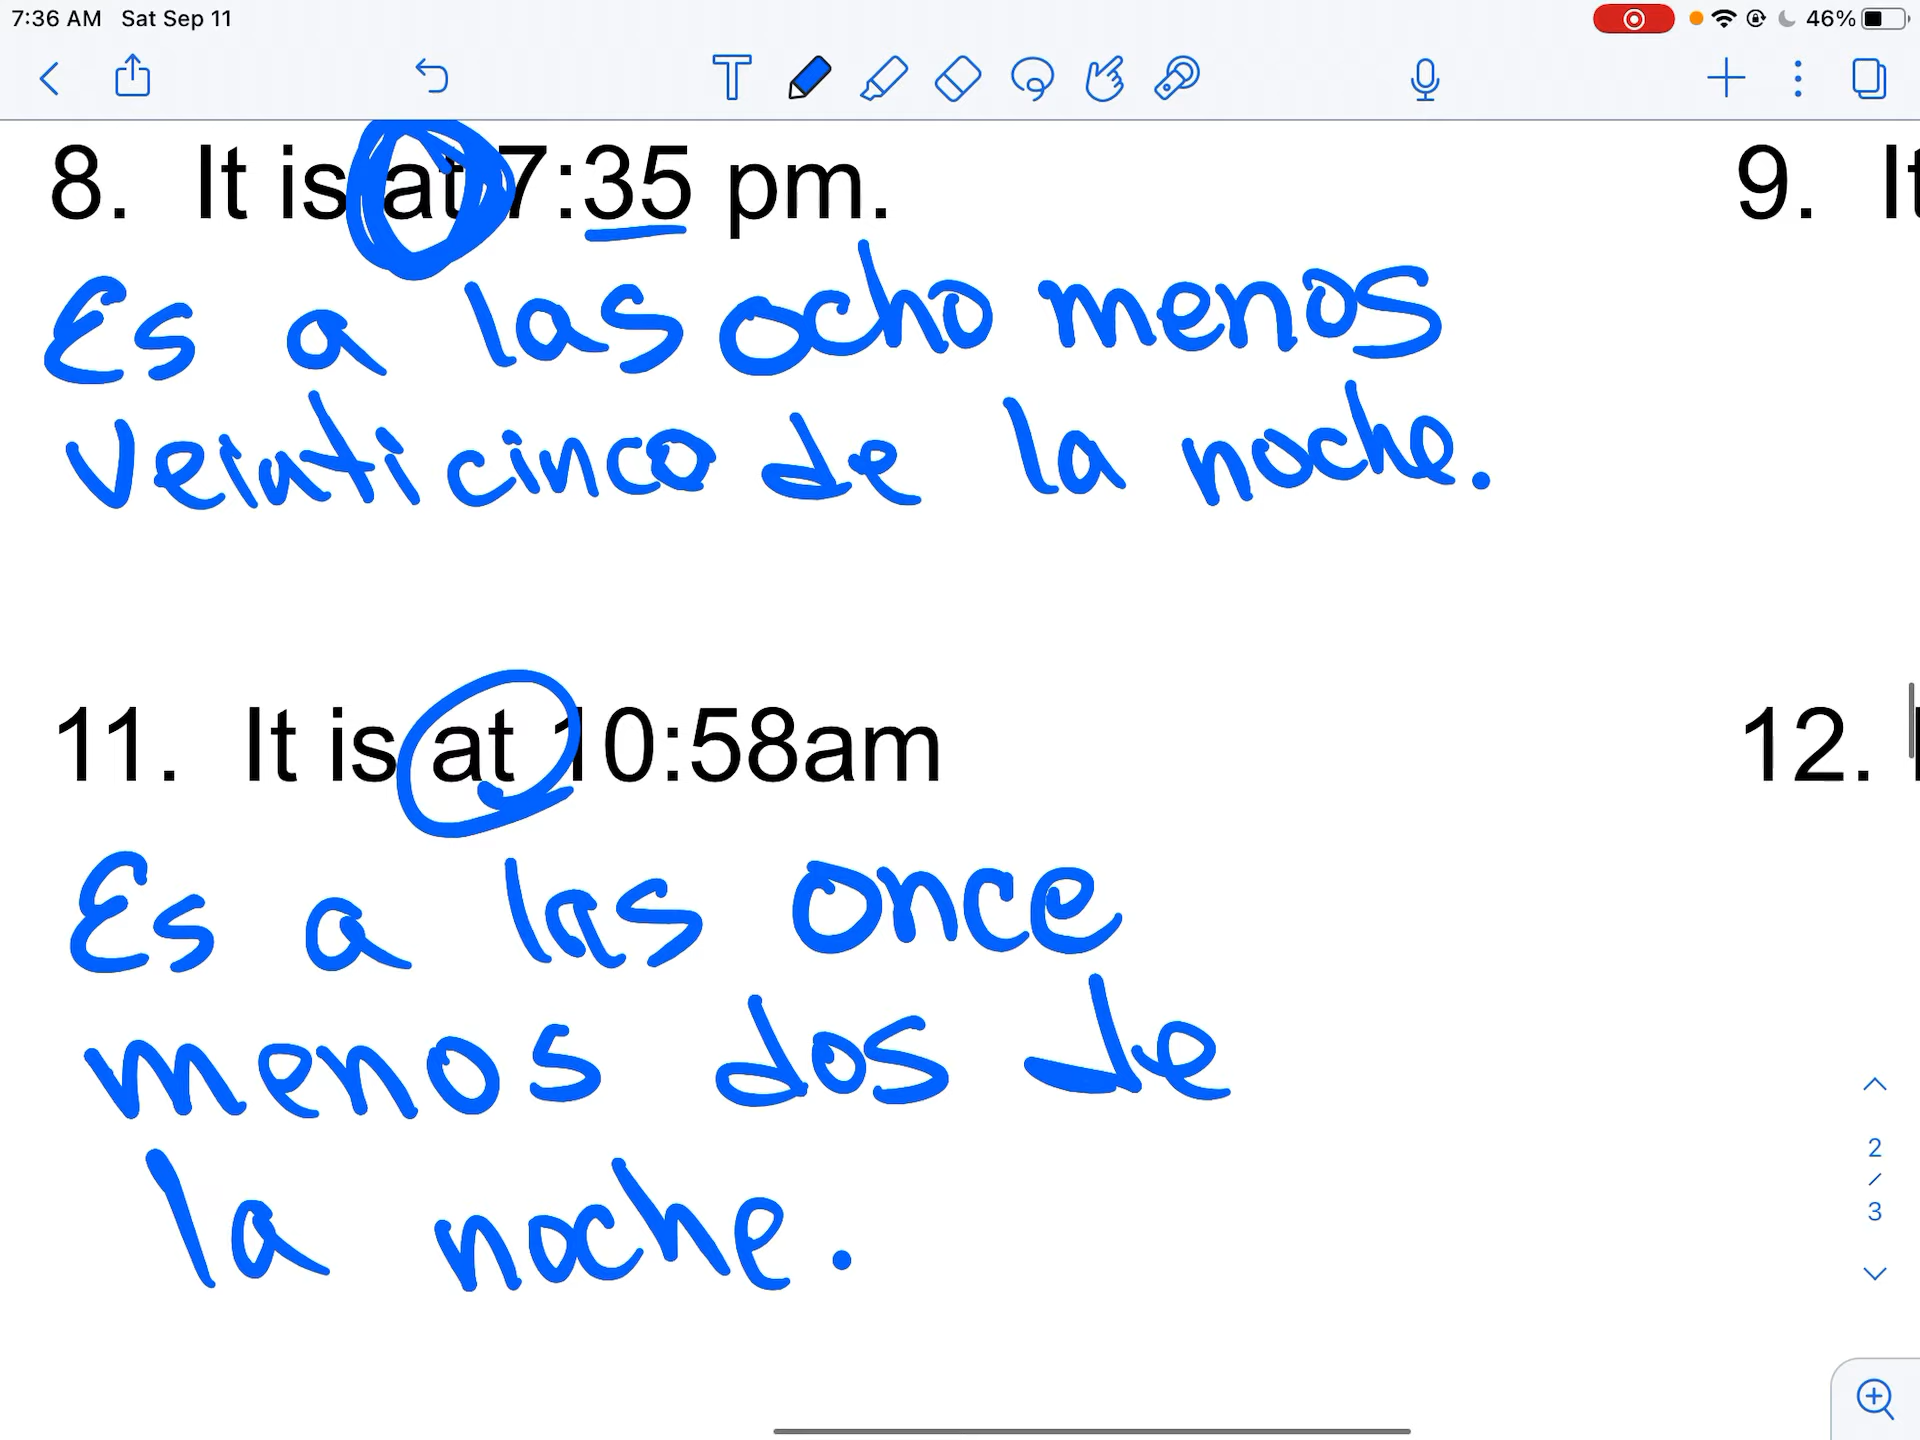 7:36 AM Sat Sep 11
46%
8. It is at 7:35 pm.
9. It
Es a las ocho menos
veinticinco de la noche.
11. It is at 10:58am
12.
Es a las once
menos dos de
la noche.
2
/
3